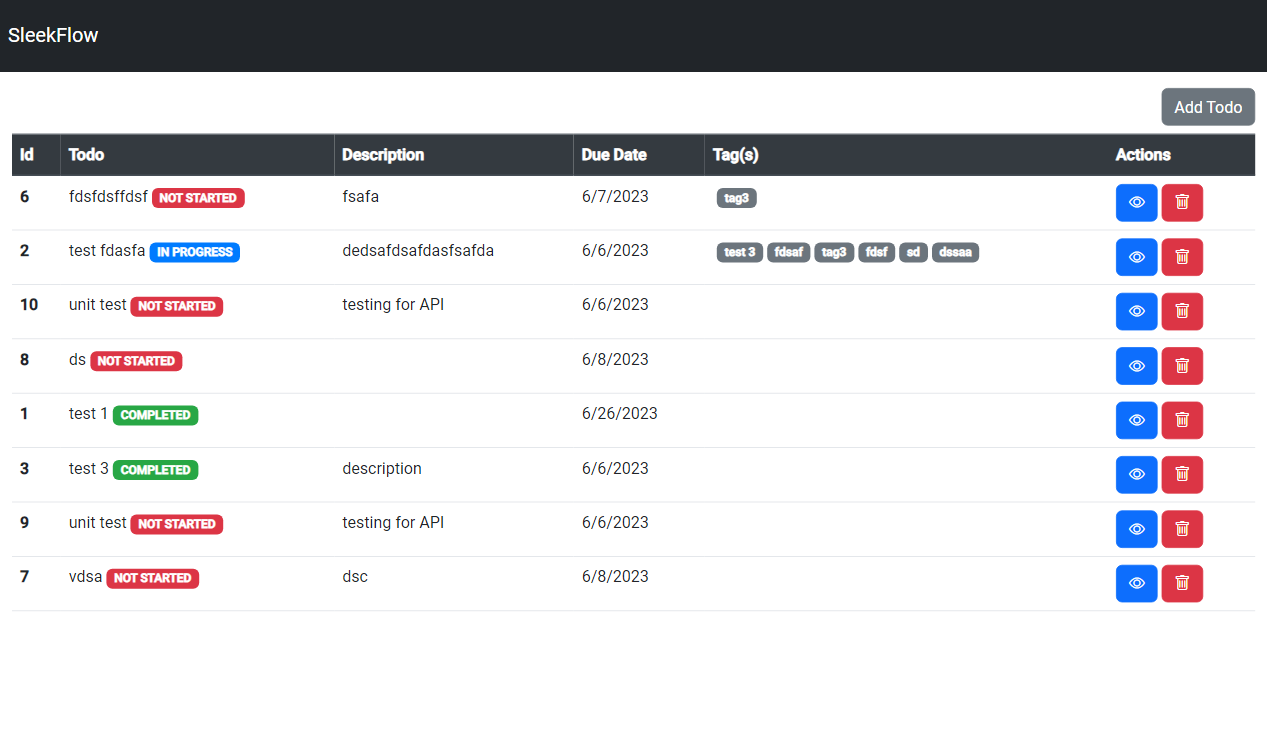 SleekFlow
Add Todo
Id Todo Description Due Date Tag(s) Actions
6 fdsfdsffdsf NOT STARTED fsafa 6/7/2023 tag3
2 test fdasfa IN PROGRESS dedsafdsafdasfsafda 6/6/2023 test 3 fdsaf tag3 fdsf sd dssaa
10 unit test NOT STARTED testing for API 6/6/2023
8 ds NOT STARTED 6/8/2023
1 test 1 COMPLETED 6/26/2023
3 test 3 COMPLETED description 6/6/2023
9 unit test NOT STARTED testing for API 6/6/2023
7 vdsa NOT STARTED dsc 6/8/2023